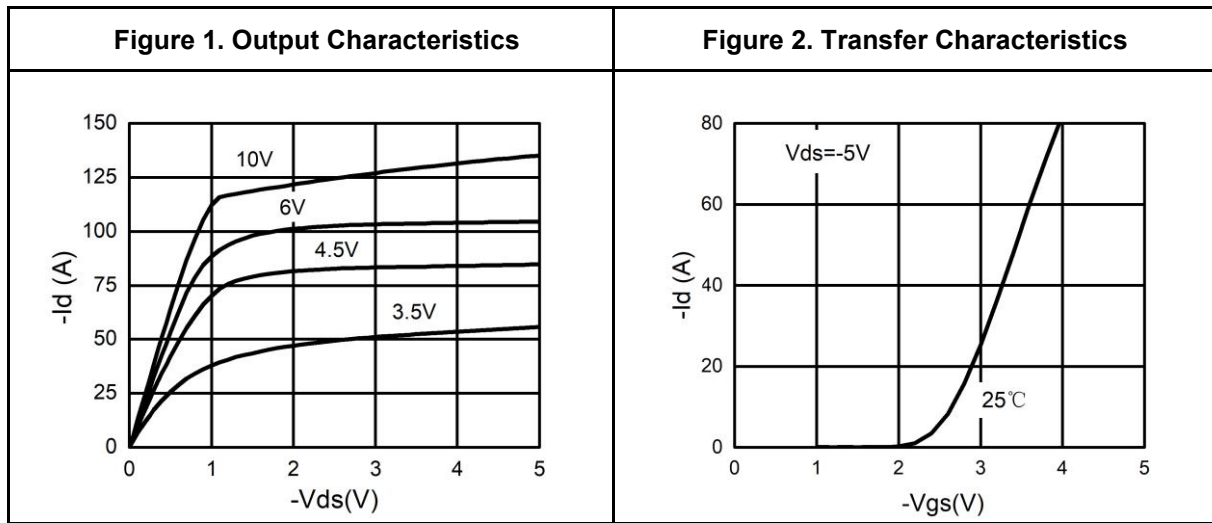 Figure 1. Output Characteristics
150
125
100
75
50
25
0
-Id (A)
10V
6V
4.5V
3.5V
0 1 2 3 4 5
-Vds(V)
Figure 2. Transfer Characteristics
80
60
40
20
0
-Id (A)
Vds=-5V
25℃
0 1 2 3 4 5
-Vgs(V)